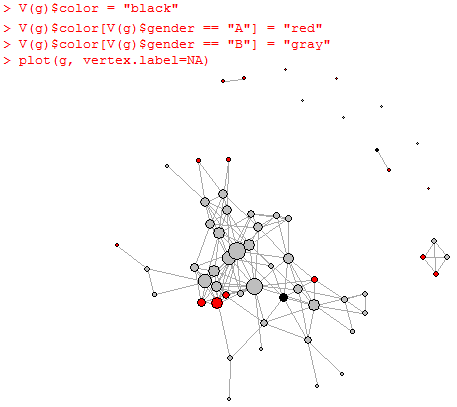 > V(g)$color = "black"
> V(g)$color[V(g)$gender == "A"] = "red"
> V(g)$color[V(g)$gender == "B"] = "gray"
> plot(g, vertex.label=NA)